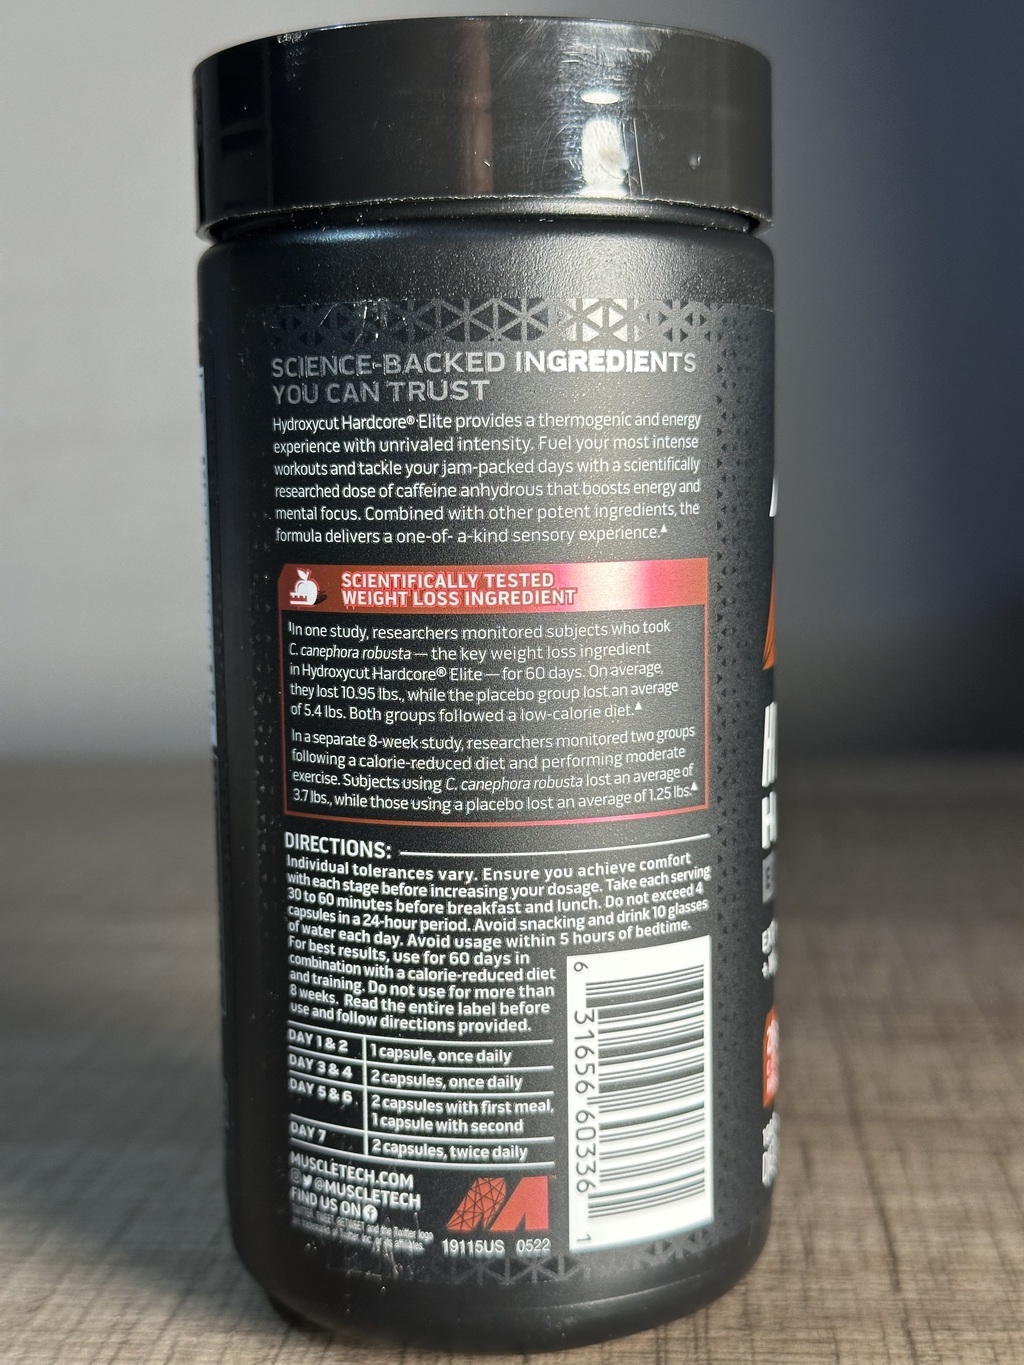 SCIENCE-BACKED INGREDIENTS
YOU CAN TRUST
Hydroxycut Hardcore® Elite provides a thermogenic and energy
experience with unrivaled intensity. Fuel your most intense
workouts and tackle your jam-packed days with a scientifically
researched dose of caffeine anhydrous that boosts energy and
mental focus. Combined with other potent ingredients, the
formula delivers a one-of- a-kind sensory experience.▲
SCIENTIFICALLY TESTED
WEIGHT LOSS INGREDIENT
In one study, researchers monitored subjects who took
C. canephora robusta — the key weight loss ingredient
in Hydroxycut Hardcore® Elite — for 60 days. On average,
they lost 10.95 lbs., while the placebo group lost an average
of 5.4 lbs. Both groups followed a low-calorie diet.▲
In a separate 8-week study, researchers monitored two groups
following a calorie-reduced diet and performing moderate
exercise. Subjects using C. canephora robusta lost an average of
3.7 lbs., while those using a placebo lost an average of 1.25 lbs.▲
DIRECTIONS:
Individual tolerances vary. Ensure you achieve comfort
with each stage before increasing your dosage. Take each serving
30 to 60 minutes before breakfast and lunch. Do not exceed 4
capsules in a 24-hour period. Avoid snacking and drink 10 glasses
of water each day. Avoid usage within 5 hours of bedtime.
For best results, use for 60 days in
combination with a calorie-reduced diet
and training. Do not use for more than
8 weeks. Read the entire label before
use and follow directions provided.
DAY 1 & 2 1 capsule, once daily
DAY 3 & 4 2 capsules, once daily
DAY 5 & 6 2 capsules with first meal,
1 capsule with second
DAY 7 2 capsules, twice daily
MUSCLETECH.COM
@MUSCLETECH
FIND US ON
and the Twitter logo
of Twitter, Inc. or its affiliates.
19115US 0522
6 31656 60336 1